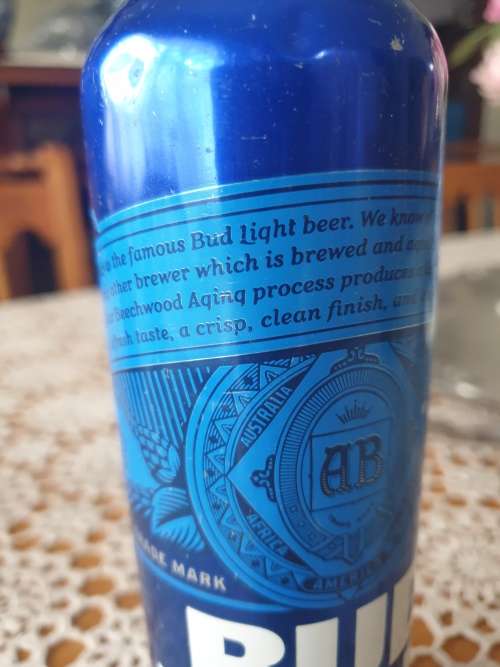 the famous Bud Light beer. We know
other brewer which is brewed and
Beechwood Aging process produces
taste, a crisp, clean finish,
AUSTRALIA
AB
AFRICA
AMERICA
TRADE MARK
BUD